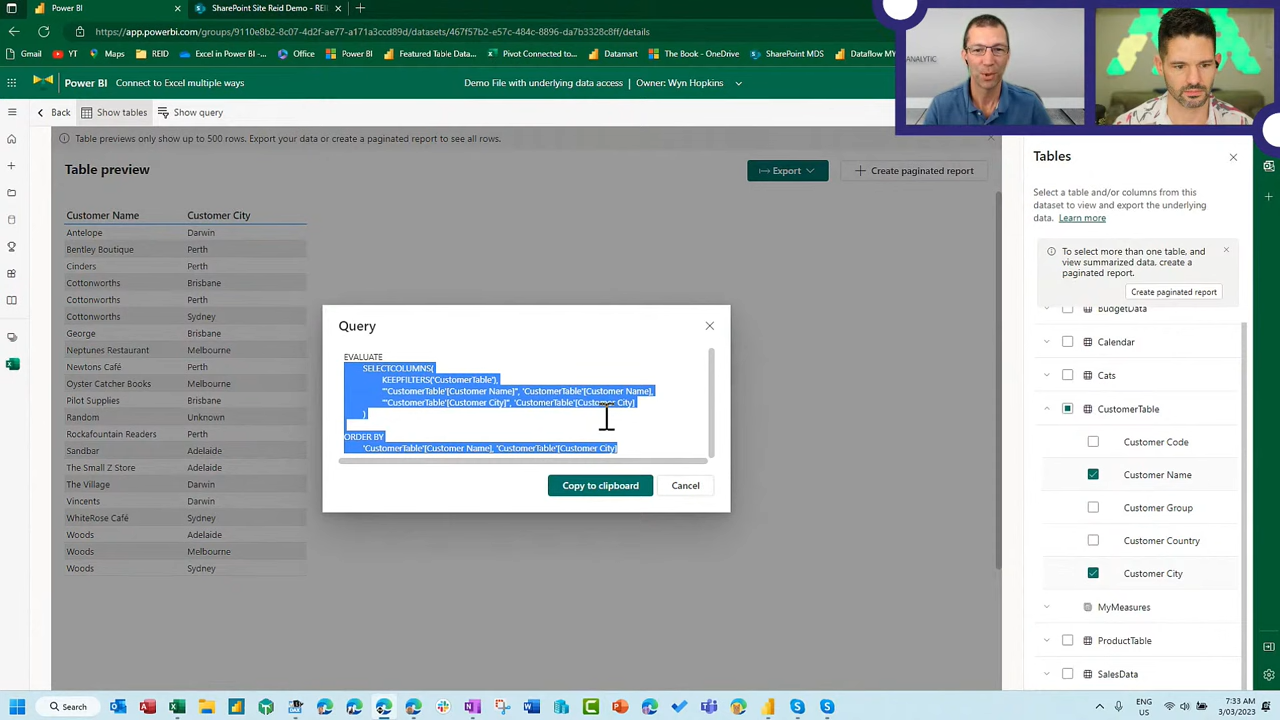 Power BI
SharePoint Site Reid Demo - REI
https://app.powerbi.com/groups/9110e8b2-8c07-4d2f-ae77-a171a3ccd89d/datasets/467f57b2-e57c-484c-8896-da7b3328c8ff/details
Gmail
YT
REID
Excel in Power BI - St...
Power BI
Featured Table Data...
Pivot Connected to...
Datamart
The Book - OneDrive
SharePoint MDS
Dataflow MY
ANALYTIC
Power BI
Connect to Excel multiple ways
Demo File with underlying data access
Owner: Wyn Hopkins
Back
Show tables
Show query
Table previews only show up to 500 rows. Export your data or create a paginated report to see all rows.
Table preview
Export
Create paginated report
Customer Name Customer City
Antelope Darwin
Bentley Boutique Perth
Cinders Perth
Cottonworths Brisbane
Cottonworths Perth
Cottonworths Sydney
George Brisbane
Neptunes Restaurant Melbourne
Newtons Café Perth
Oyster Catcher Books Melbourne
Pilot Supplies Brisbane
Random Unknown
Rockafountain Readers Perth
Sandbar Adelaide
The Small Z Store Adelaide
The Village Darwin
Vincents Darwin
WhiteRose Café Sydney
Woods Adelaide
Woods Melbourne
Woods Sydney
Query
EVALUATE
SELECTCOLUMNS(
KEEPFILTERS('CustomerTable'),
"'CustomerTable'[Customer Name]", 'CustomerTable'[Customer Name],
"'CustomerTable'[Customer City]", 'CustomerTable'[Customer City]
)
ORDER BY
'CustomerTable'[Customer Name], 'CustomerTable'[Customer City]
Copy to clipboard
Cancel
Tables
Select a table and/or columns from this
dataset to view and export the underlying
data. Learn more
To select more than one table, and
view summarized data, create a
paginated report.
Create paginated report
BudgetData
Calendar
Cats
CustomerTable
Customer Code
Customer Name
Customer Group
Customer Country
Customer City
MyMeasures
ProductTable
SalesData
Search
ENG
US
7:33 AM
3/03/2023